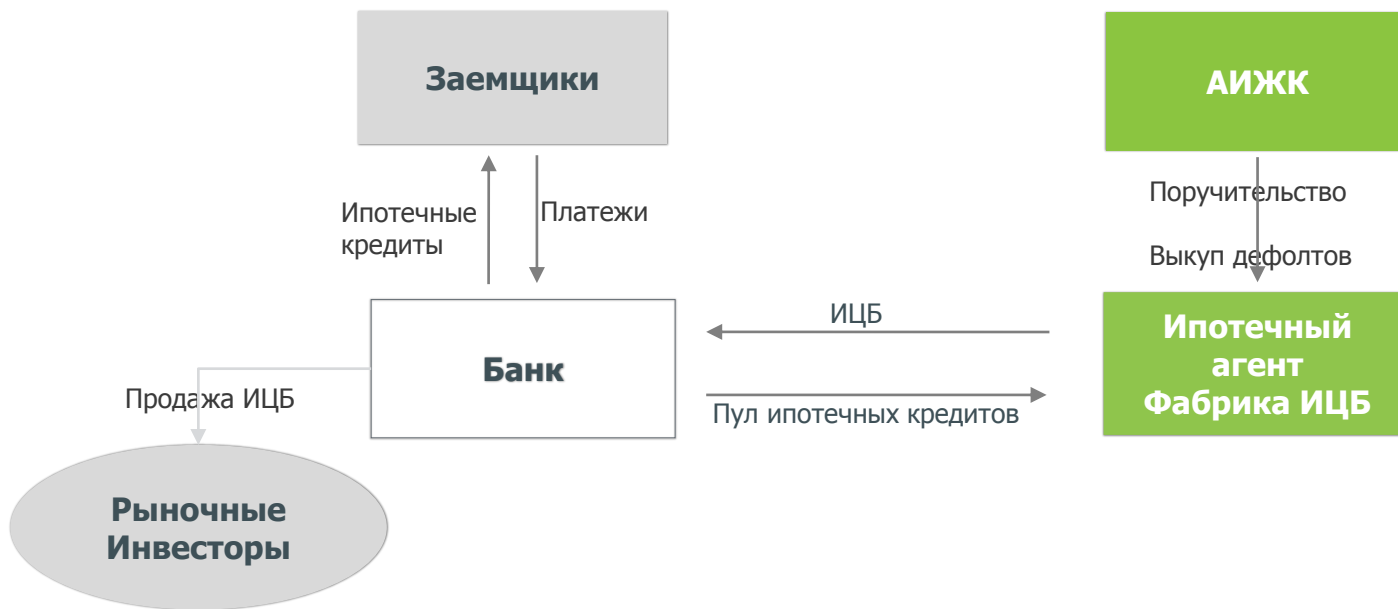 Заемщики
АИЖК
Ипотечные
кредиты
Платежи
Поручительство
Выкуп дефолтов
ИЦБ
Банк
Ипотечный
агент
Фабрика ИЦБ
Продажа ИЦБ
Пул ипотечных кредитов
Рыночные
Инвесторы